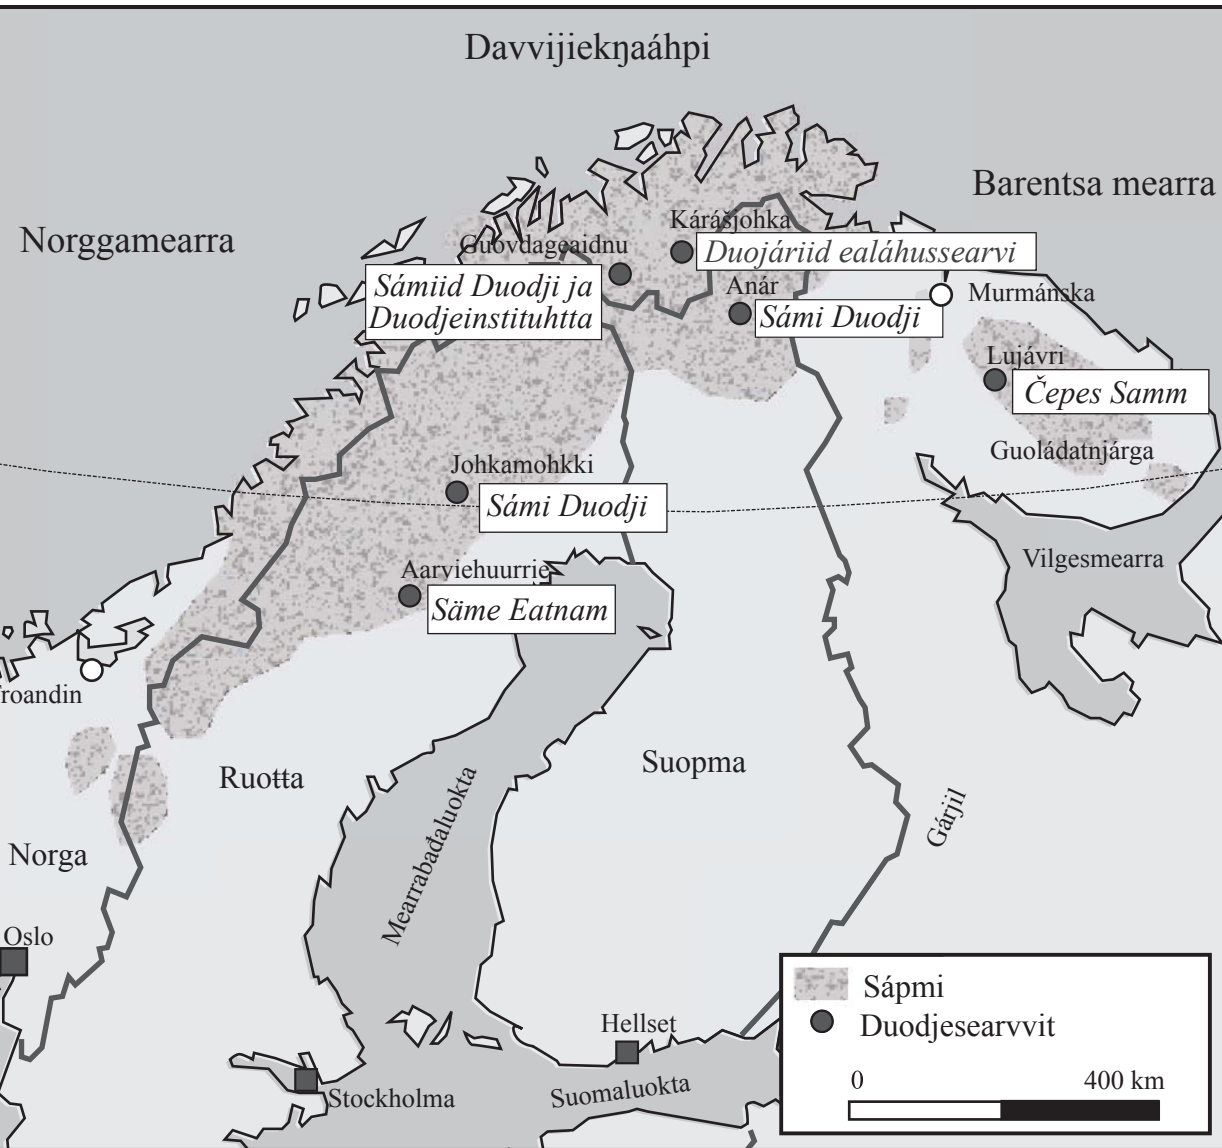 Davvijiekŋaáhpi
Barentsa mearra
Norggamearra
Kárášjohka
Guovdageaidnu
Duojáriid ealáhussearvi
Sámiid Duodji ja
Duodjeinstituhtta
Anár
Sámi Duodji
Murmánska
Lujávri
Čepes Samm
Guoládatnjárga
Johkamohkki
Sámi Duodji
Vilgesmearra
Aarviehuurrie
Säme Eatnam
roandin
Suopma
Ruoŧŧa
Mearrabađaluokta
Gárjil
Norga
Oslo
Sápmi
Duodjesearvvit
Hellset
0 400 km
Stockholma
Suomaluokta